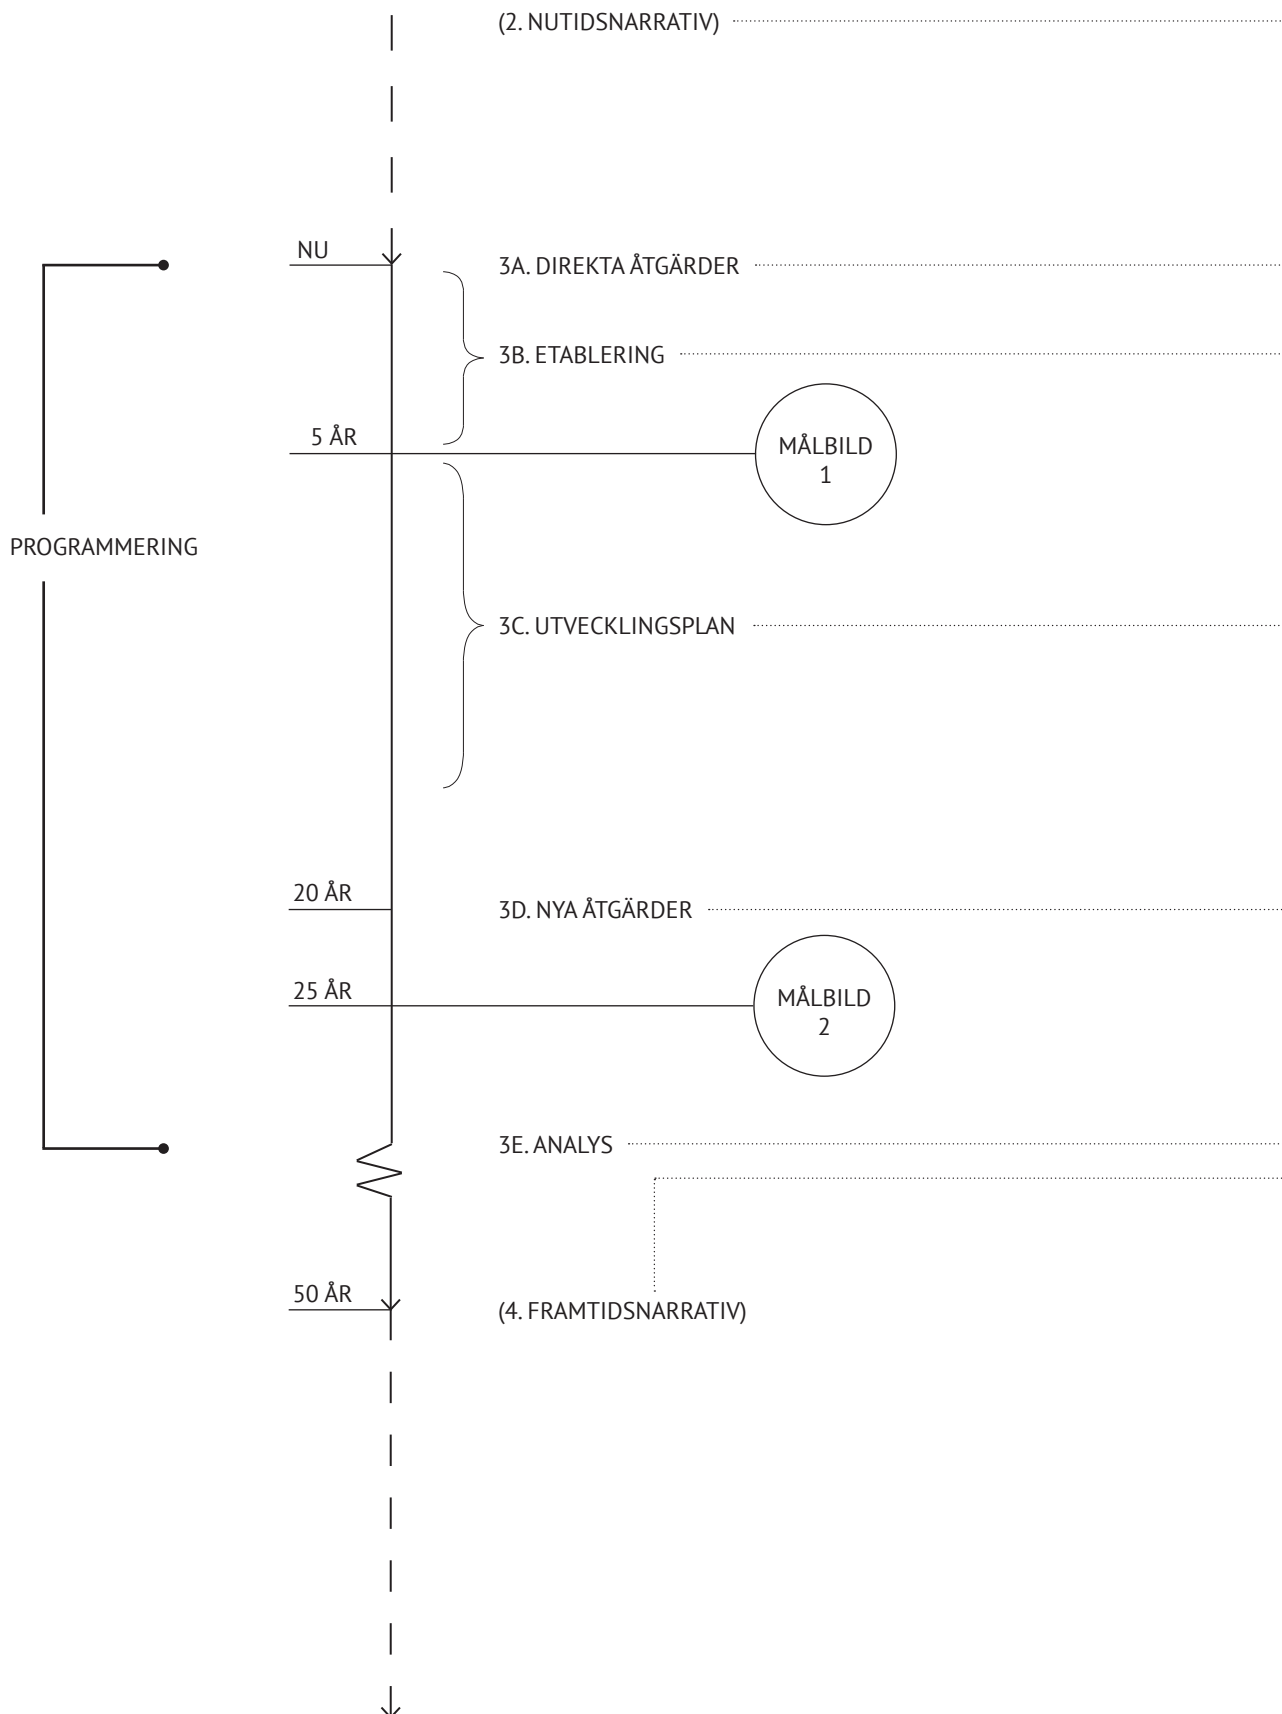 (2. NUTIDSNARRATIV)
NU
3A. DIREKTA ÅTGÄRDER
3B. ETABLERING
5 ÅR
MÅLBILD
1
PROGRAMMERING
3C. UTVECKLINGSPLAN
20 ÅR
3D. NYA ÅTGÄRDER
25 ÅR
MÅLBILD
2
3E. ANALYS
50 ÅR
(4. FRAMTIDSNARRATIV)